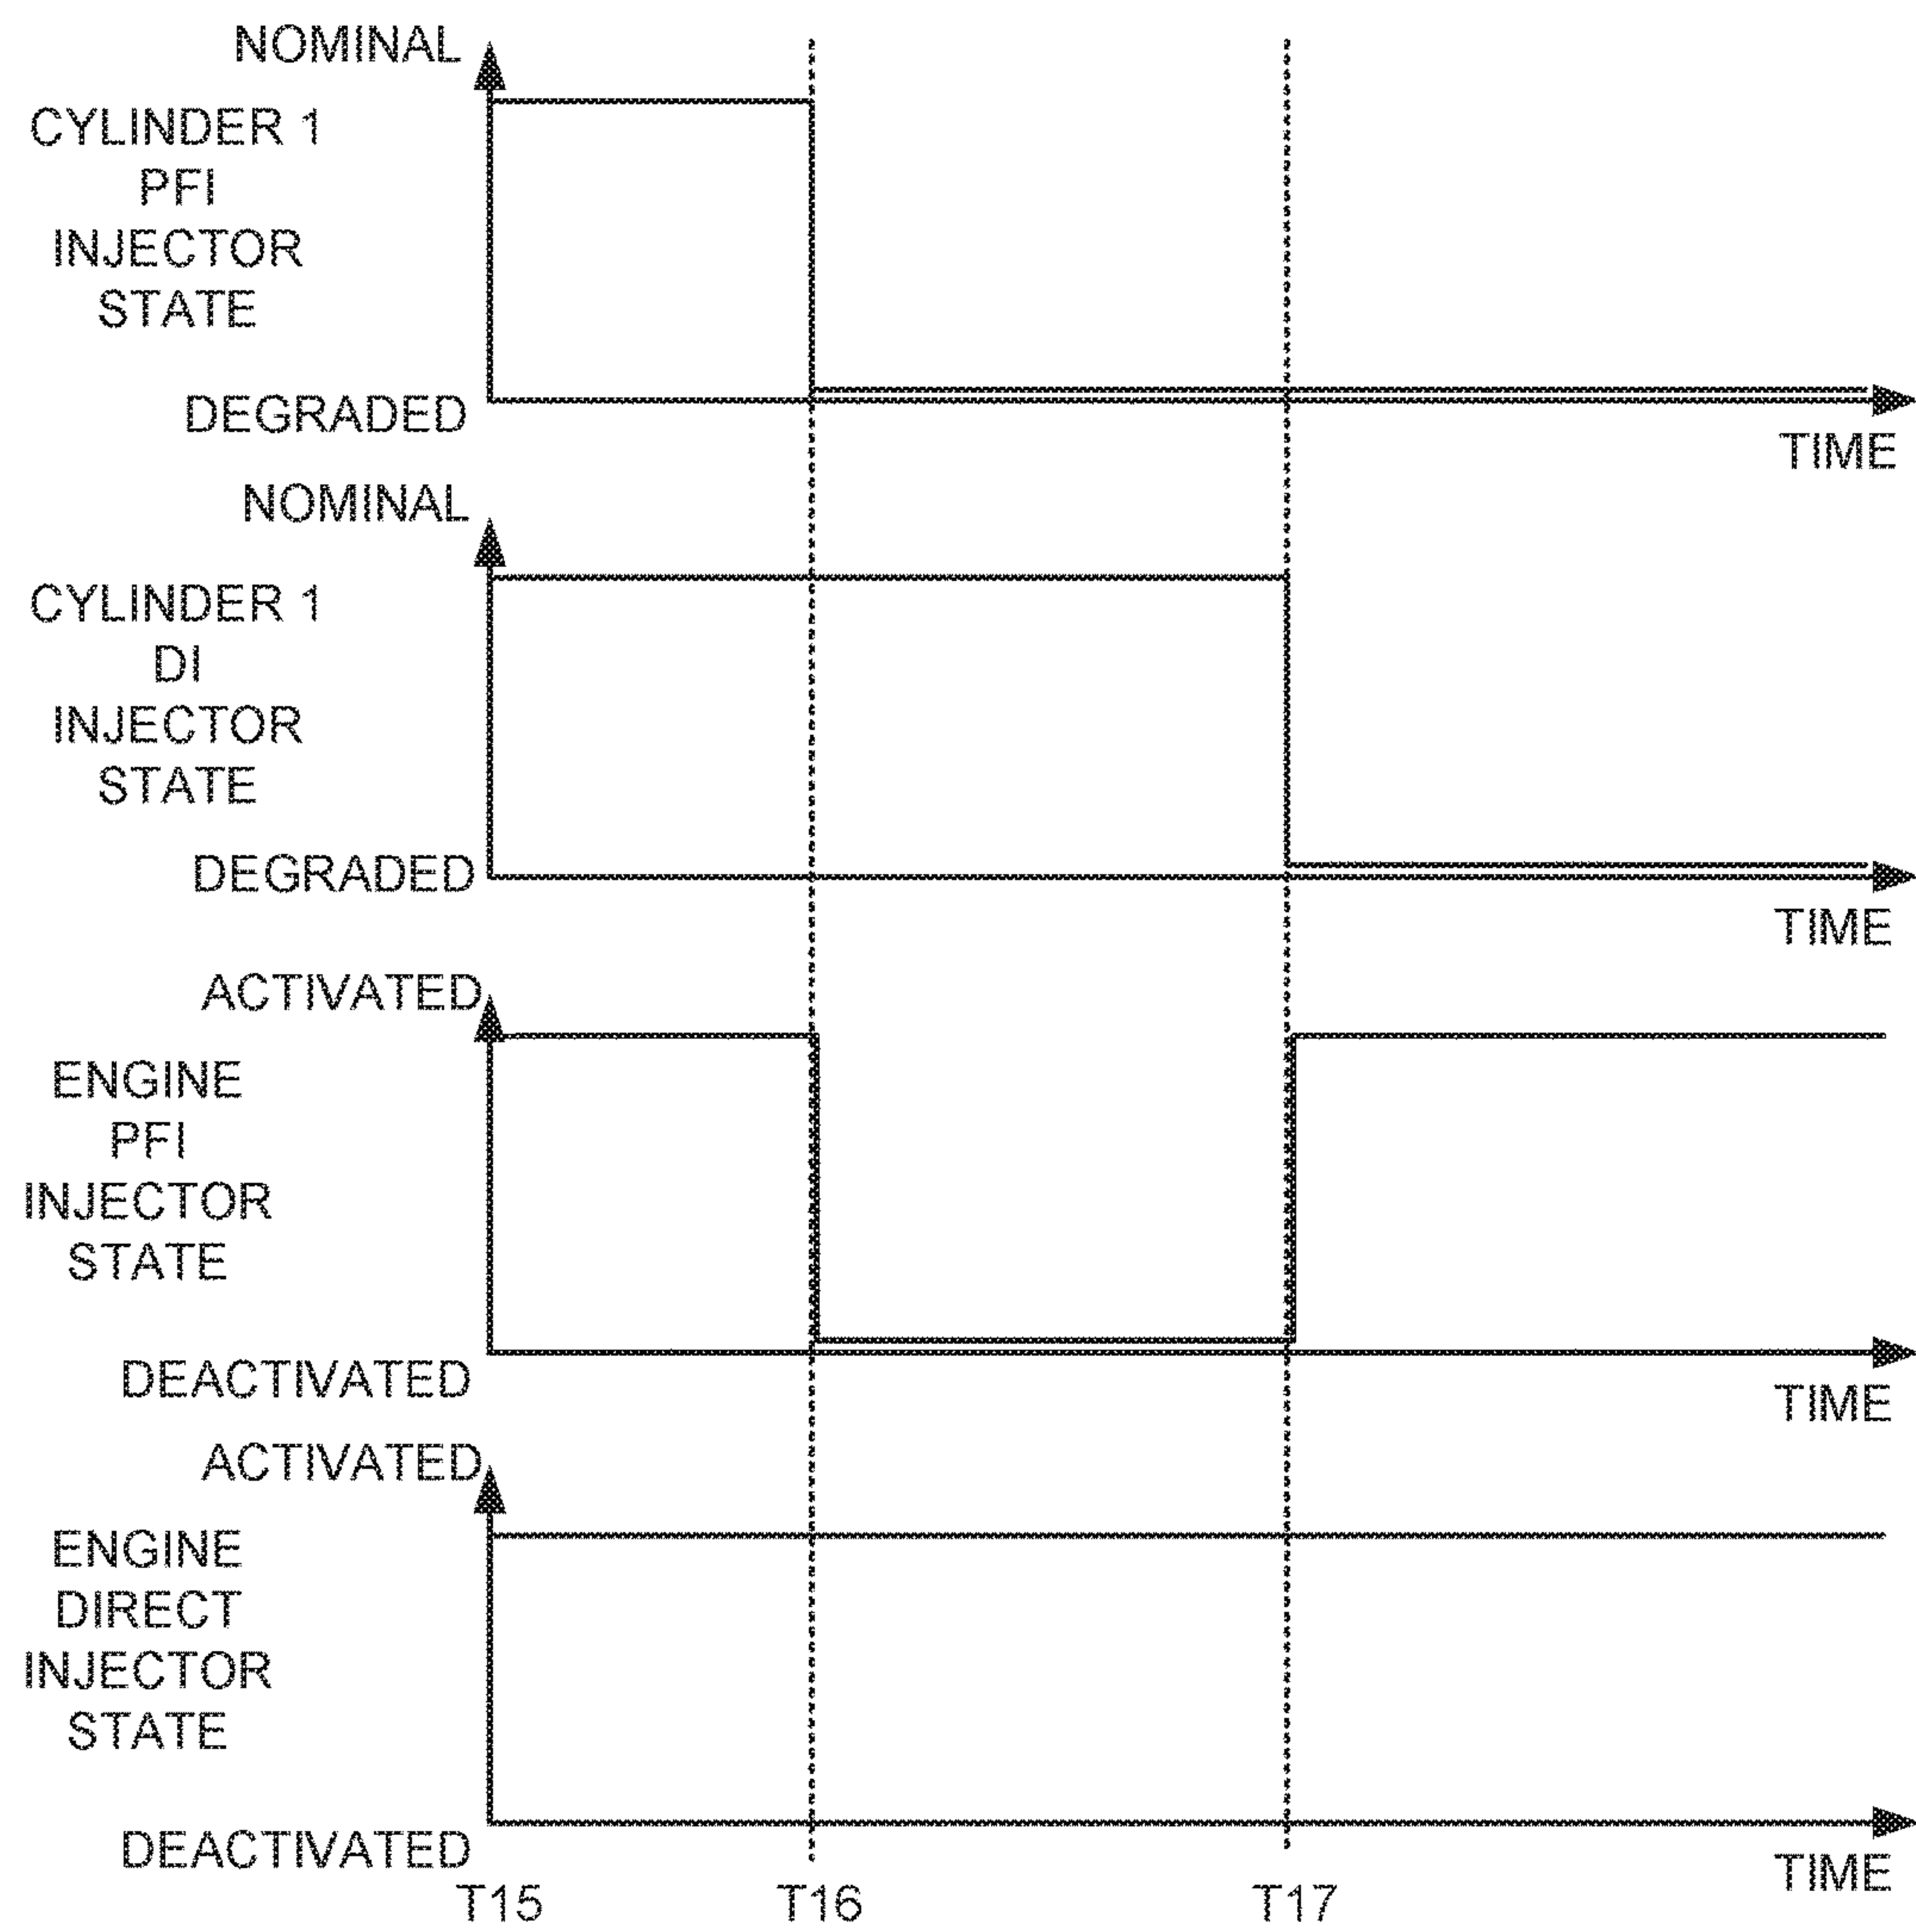 NOMINAL
CYLINDER 1
PFI
INJECTOR
STATE
DEGRADED
TIME
NOMINAL
CYLINDER 1
DI
INJECTOR
STATE
DEGRADED
TIME
ACTIVATED
ENGINE
PFI
INJECTOR
STATE
DEACTIVATED
TIME
ACTIVATED
ENGINE
DIRECT
INJECTOR
STATE
DEACTIVATED
TIME
T15 T16 T17